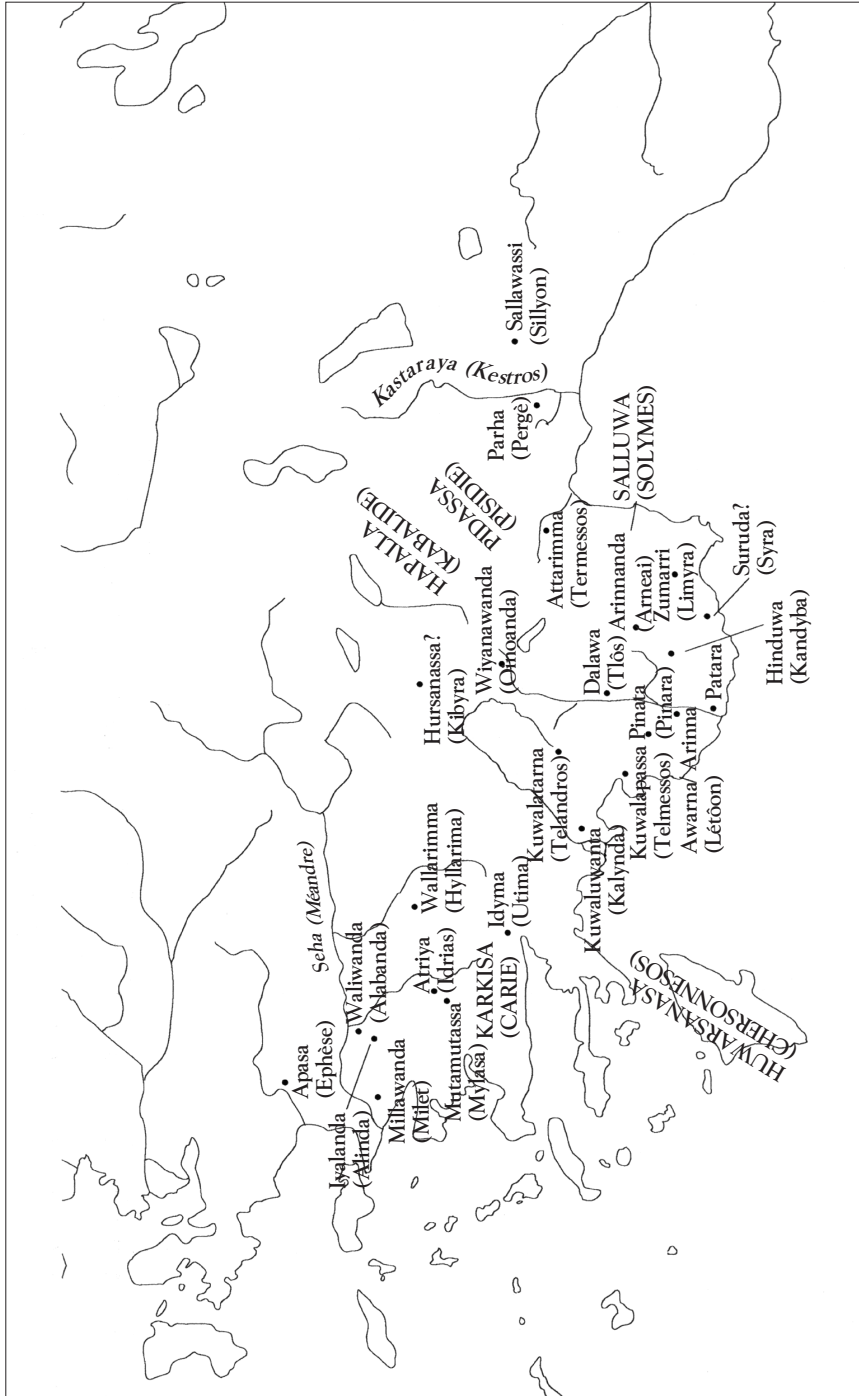 Apasa
(Ephèse)
Seha (Méandre)
Iyalanda
(Alinda)
Waliwanda
(Alabanda)
Millawanda
(Milet)
Atriya
(Idrias)
Mutamutassa
(Mylasa)
Wallarimma
(Hyllarima)
KARKISA
(CARIE)
Idyma
(Utima)
Hursanassa?
(Kibyra)
HAPALLA
(KABALIDE)
PIDASSA
(PISIDIE)
Kastaraya (Kestros)
Parha
(Pergè)
Sallawassi
(Sillyon)
Wiyanawanda
(Oinoanda)
Kuwalatarna
(Telandros)
Kuwaluwanta
(Kalynda)
Attarimma
(Termessos)
Dalawa
(Tlôs)
Arinnanda
(Arneai)
SALLUWA
(SOLYMES)
Kuwalapassa
(Telmessos)
Pinata
(Pinara)
Zumarri
(Limyra)
Awarna
(Létôon)
Arinna
Patara
Suruda?
(Syra)
Hinduwa
(Kandyba)
HUWARSANASA
(CHERSONNESOS)